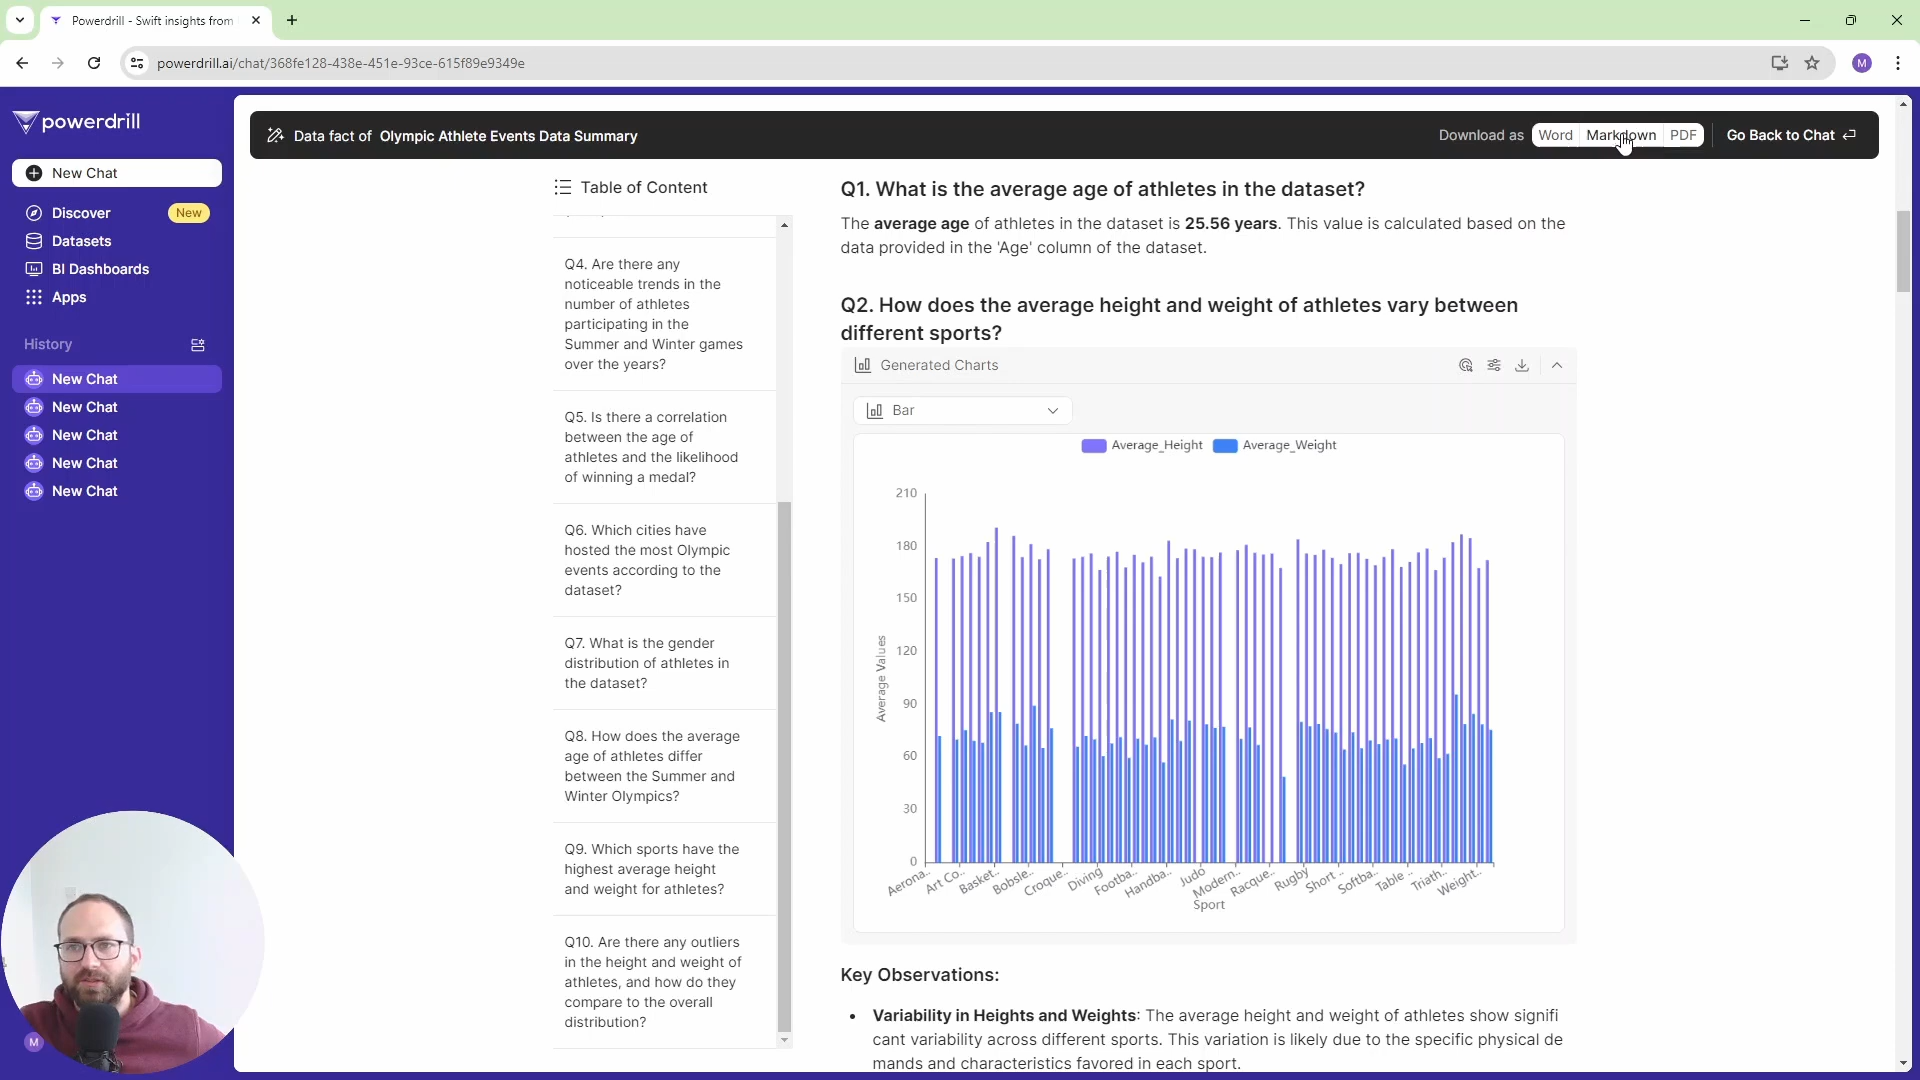 Powerdrill - Swift insights from
powerdrill.ai/chat/368fe128-438e-451e-93ce-615f89e9349e
M
powerdrill
New Chat
Discover
New
Datasets
BI Dashboards
Apps
History
New Chat
New Chat
New Chat
New Chat
New Chat
M
Data fact of Olympic Athlete Events Data Summary
Download as
Word
Markdown
PDF
Go Back to Chat
Table of Content
Q4. Are there any
noticeable trends in the
number of athletes
participating in the
Summer and Winter games
over the years?
Q5. Is there a correlation
between the age of
athletes and the likelihood
of winning a medal?
Q6. Which cities have
hosted the most Olympic
events according to the
dataset?
Q7. What is the gender
distribution of athletes in
the dataset?
Q8. How does the average
age of athletes differ
between the Summer and
Winter Olympics?
Q9. Which sports have the
highest average height
and weight for athletes?
Q10. Are there any outliers
in the height and weight of
athletes, and how do they
compare to the overall
distribution?
Q1. What is the average age of athletes in the dataset?
The average age of athletes in the dataset is 25.56 years. This value is calculated based on the
data provided in the 'Age' column of the dataset.
Q2. How does the average height and weight of athletes vary between
different sports?
Generated Charts
Bar
Average_Height
Average_Weight
210
180
150
120
90
60
30
0
Average Values
Aerona..
Art Co..
Basket..
Bobsle..
Croque..
Diving
Footba..
Handba..
Judo
Modern..
Racque..
Rugby
Short ..
Softba..
Table ..
Triath..
Weight..
Sport
Key Observations:
• Variability in Heights and Weights: The average height and weight of athletes show signifi
cant variability across different sports. This variation is likely due to the specific physical de
mands and characteristics favored in each sport.